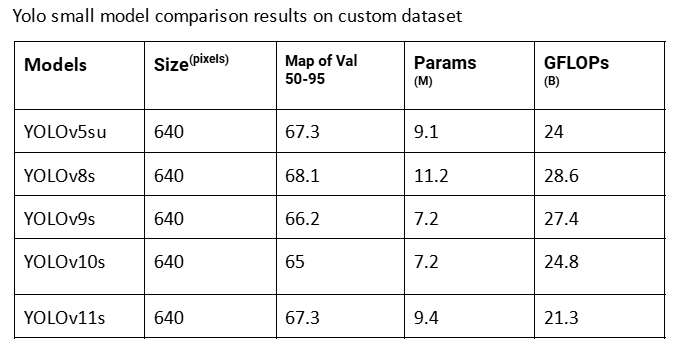 Yolo small model comparison results on custom dataset
Models Size(pixels) Map of Val 50-95 Params (M) GFLOPs (B)
YOLOv5su 640 67.3 9.1 24
YOLOv8s 640 68.1 11.2 28.6
YOLOv9s 640 66.2 7.2 27.4
YOLOv10s 640 65 7.2 24.8
YOLOv11s 640 67.3 9.4 21.3